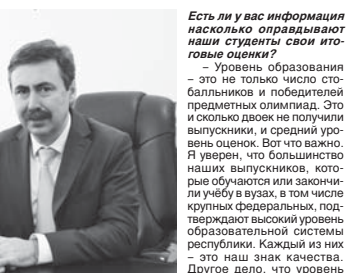 Есть ли у вас информация
насколько оправдывают
наши студенты свои ито-
говые оценки?
– Уровень образования
– это не только число сто-
балльников и победителей
предметных олимпиад. Это
и сколько двоек не получили
выпускники, и средний уро-
вень оценок. Вот что важно.
Я уверен, что большинство
наших выпускников, кото-
рые обучаются или закончи-
ли учёбу в вузах, в том числе
крупных федеральных, под-
тверждают высокий уровень
образовательной системы
республики. Каждый из них
– это наш знак качества.
Другое дело, что уровень